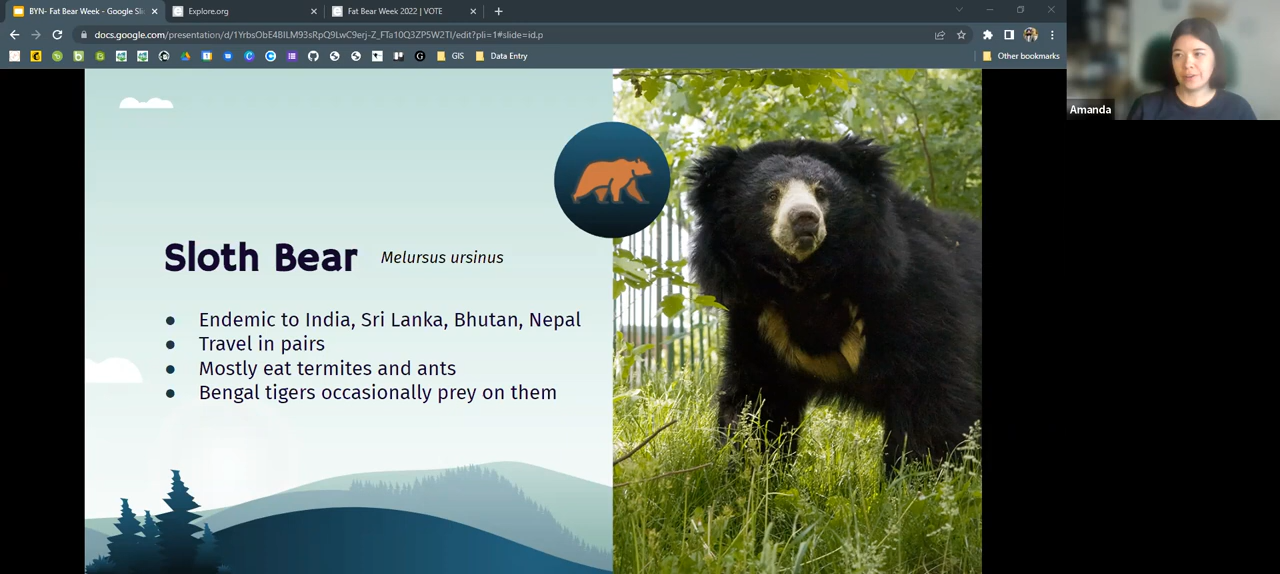 BYN- Fat Bear Week - Google Sli
Explore.org
Fat Bear Week 2022 | VOTE
docs.google.com/presentation/d/1YrbsObE4BILM93sRpQ9LwC9erj-Z_FTa10Q3ZP5W2TI/edit?pli=1#slide=id.p
GIS
Data Entry
Other bookmarks
Amanda
Sloth Bear
Melursus ursinus
● Endemic to India, Sri Lanka, Bhutan, Nepal
● Travel in pairs
● Mostly eat termites and ants
● Bengal tigers occasionally prey on them